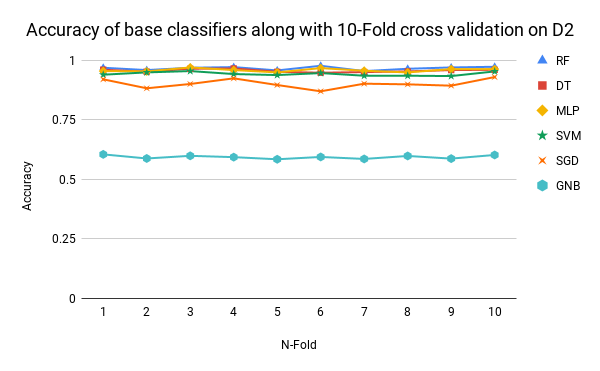 Accuracy of base classifiers along with 10-Fold cross validation on D2
1
0.75
0.5
0.25
0
Accuracy
1 2 3 4 5 6 7 8 9 10
N-Fold
RF
DT
MLP
SVM
SGD
GNB